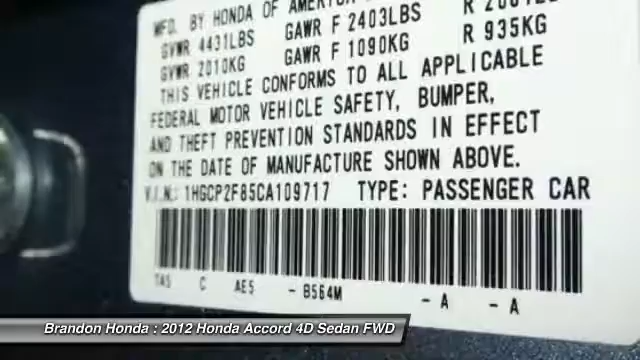 MFD. BY HONDA OF AMERICA
GVWR 4431LBS GAWR F 2403LBS R
GVWR 2010KG GAWR F 1090KG R 935KG
THIS VEHICLE CONFORMS TO ALL APPLICABLE
FEDERAL MOTOR VEHICLE SAFETY, BUMPER,
AND THEFT PREVENTION STANDARDS IN EFFECT
ON THE DATE OF MANUFACTURE SHOWN ABOVE.
V.I.N.: 1HGCP2F85CA109717 TYPE: PASSENGER CAR
TA5 C AE5 - B564M - A - A
Brandon Honda : 2012 Honda Accord 4D Sedan FWD